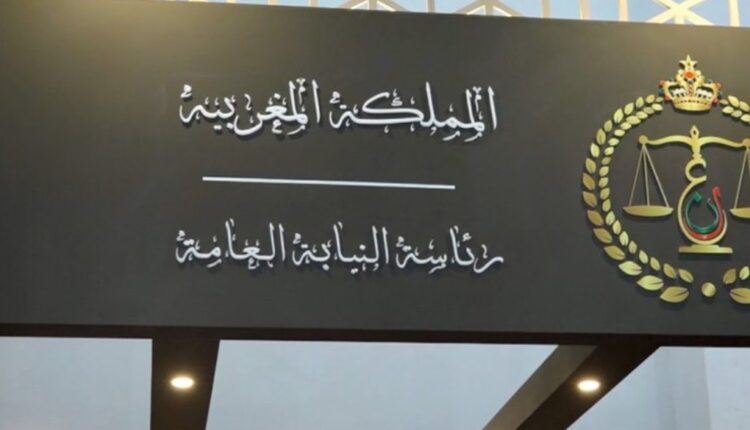 المملكة المغربية
رئاسة النيابة العامة